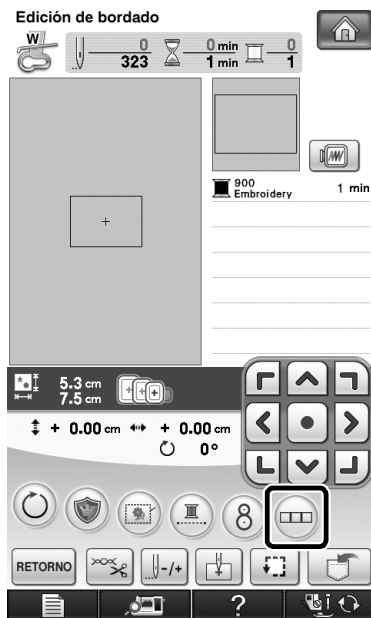 Edición de bordado
W
0 0 min 0
323 1 min 1
900
Embroidery 1 min
5.3 cm
7.5 cm
+ 0.00 cm + 0.00 cm
0°
8
RETORNO -/+
?